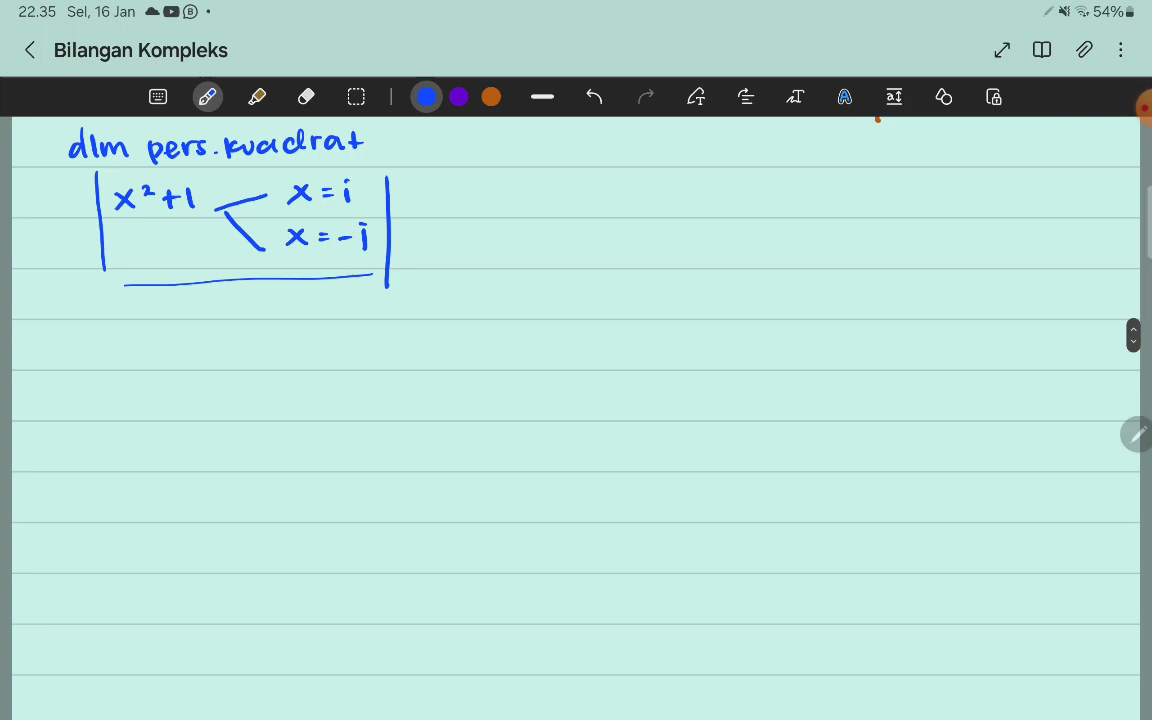 22.35 Sel, 16 Jan
54%
Bilangan Kompleks
dlm pers.kuadrat
x²+1
x = i
x = -i